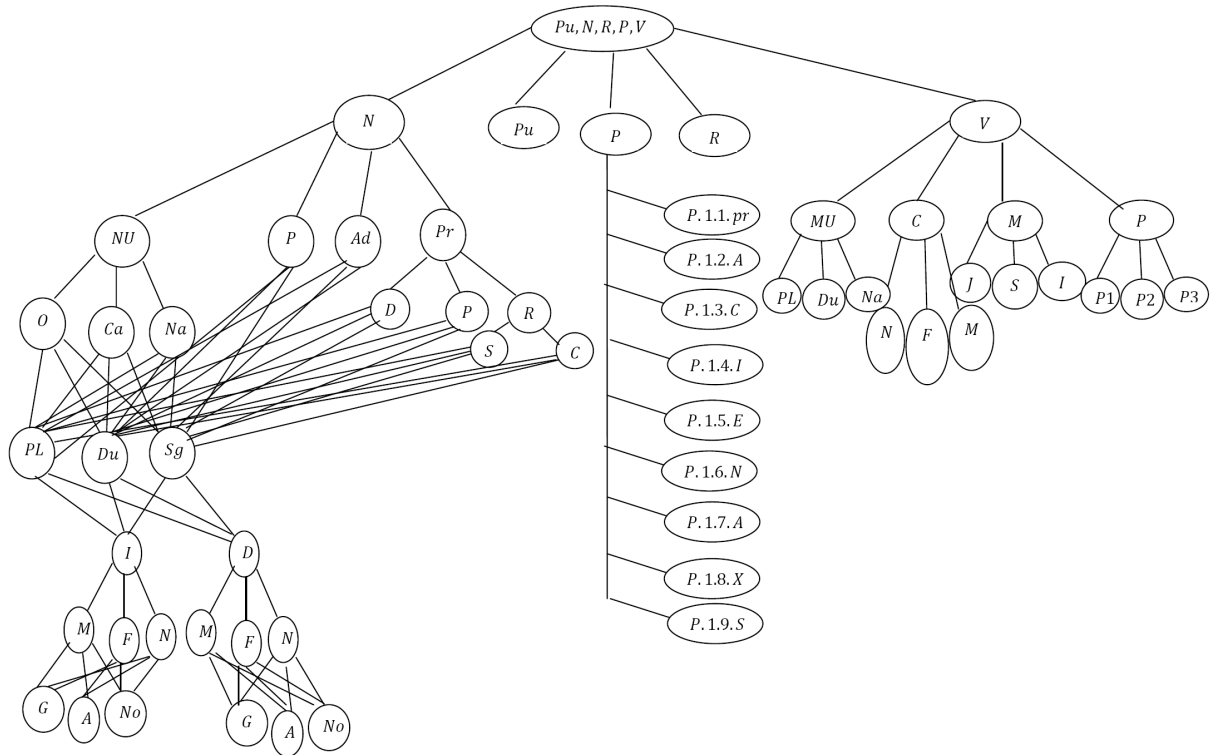 Pu, N, R, P, V
N
Pu
P
R
V
NU
P
Ad
Pr
P. 1.1. pr
P. 1.2. A
P. 1.3. C
P. 1.4. I
P. 1.5. E
P. 1.6. N
P. 1.7. A
P. 1.8. X
P. 1.9. S
MU
C
M
P
PL
Du
Na
N
F
M
J
S
I
P1
P2
P3
O
Ca
Na
D
P
R
S
C
PL
Du
Sg
I
D
M
F
N
M
F
N
G
A
No
G
A
No